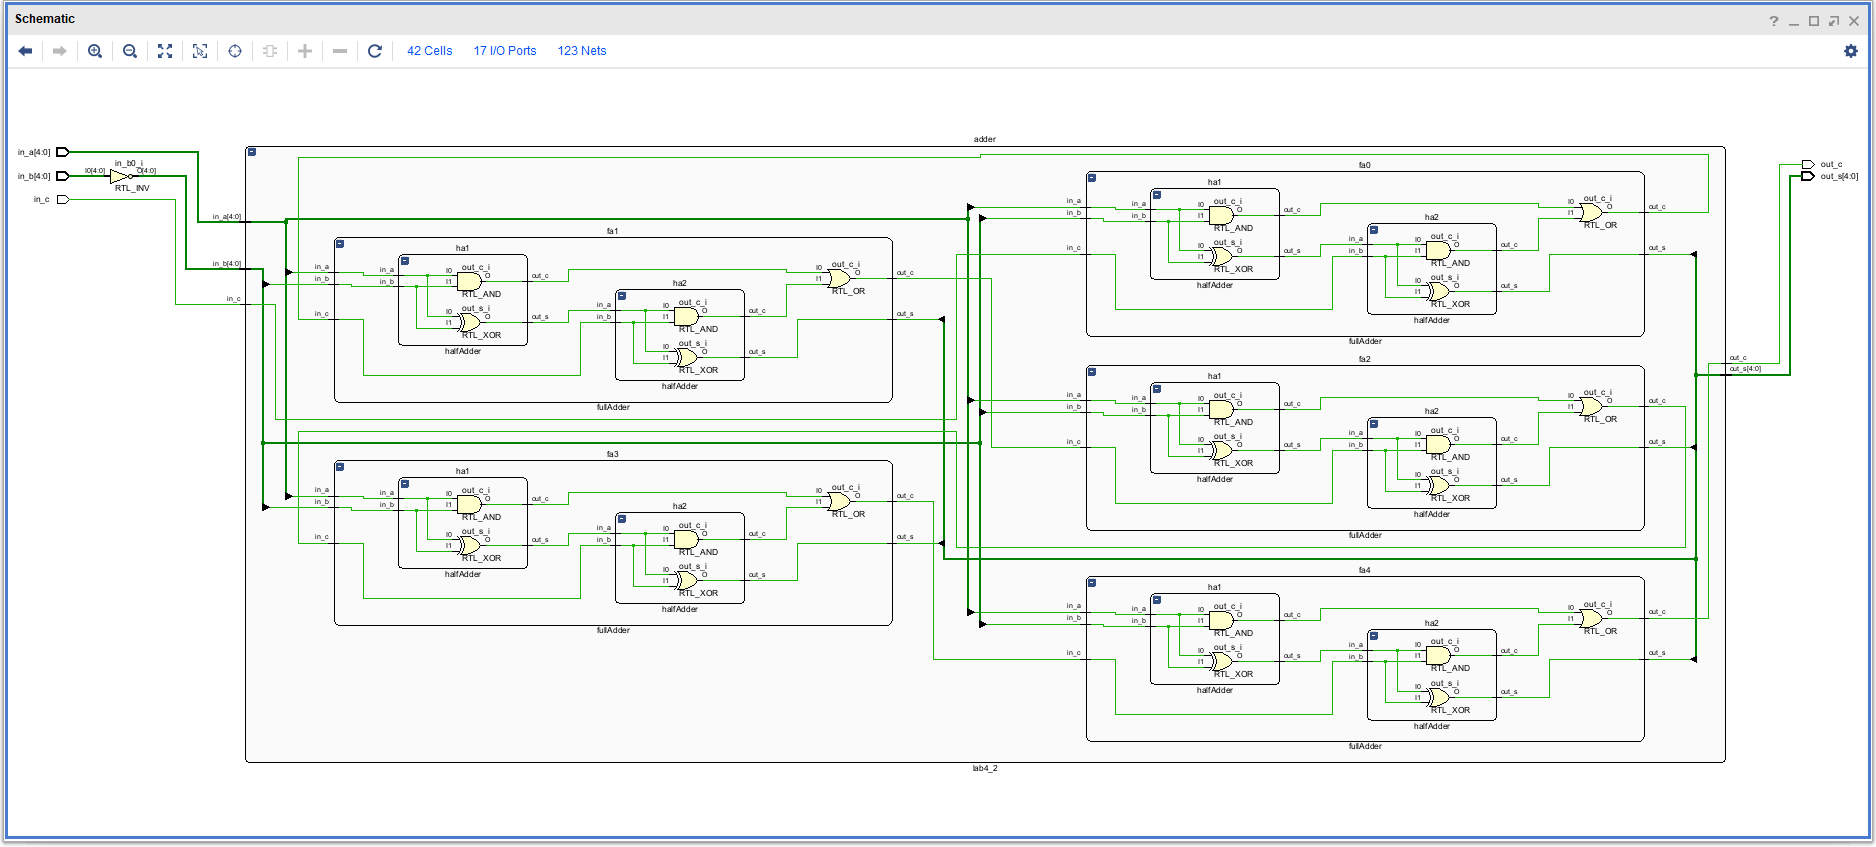 Schematic
42 Cells 17 I/O Ports 123 Nets
adder
in_a[4:0]
in_b0_i
I0[4:0] O[4:0]
in_b[4:0]
RTL_INV
in_c
out_c
out_s[4:0]
in_a[4:0]
in_b[4:0]
in_c
fa0
ha1
in_a in_a I0 out_c_i O out_c
in_b in_b I1 RTL_AND
I0 out_s_i O out_s
I1 RTL_XOR
halfAdder
in_c
ha2
in_a I0 out_c_i O out_c
in_b I1 RTL_AND
I0 out_s_i O out_s
I1 RTL_XOR
halfAdder
I0 out_c_i O out_c
I1 RTL_OR
out_s
fullAdder
fa1
ha1
in_a in_a I0 out_c_i O out_c
in_b in_b I1 RTL_AND
I0 out_s_i O out_s
I1 RTL_XOR
halfAdder
in_c
ha2
in_a I0 out_c_i O out_c
in_b I1 RTL_AND
I0 out_s_i O out_s
I1 RTL_XOR
halfAdder
I0 out_c_i O out_c
I1 RTL_OR
out_s
fullAdder
fa2
ha1
in_a in_a I0 out_c_i O out_c
in_b in_b I1 RTL_AND
I0 out_s_i O out_s
I1 RTL_XOR
halfAdder
in_c
ha2
in_a I0 out_c_i O out_c
in_b I1 RTL_AND
I0 out_s_i O out_s
I1 RTL_XOR
halfAdder
I0 out_c_i O out_c
I1 RTL_OR
out_s
fullAdder
out_c
out_s[4:0]
fa3
ha1
in_a in_a I0 out_c_i O out_c
in_b in_b I1 RTL_AND
I0 out_s_i O out_s
I1 RTL_XOR
halfAdder
in_c
ha2
in_a I0 out_c_i O out_c
in_b I1 RTL_AND
I0 out_s_i O out_s
I1 RTL_XOR
halfAdder
I0 out_c_i O out_c
I1 RTL_OR
out_s
fullAdder
fa4
ha1
in_a in_a I0 out_c_i O out_c
in_b in_b I1 RTL_AND
I0 out_s_i O out_s
I1 RTL_XOR
halfAdder
in_c
ha2
in_a I0 out_c_i O out_c
in_b I1 RTL_AND
I0 out_s_i O out_s
I1 RTL_XOR
halfAdder
I0 out_c_i O out_c
I1 RTL_OR
out_s
fullAdder
lab4_2